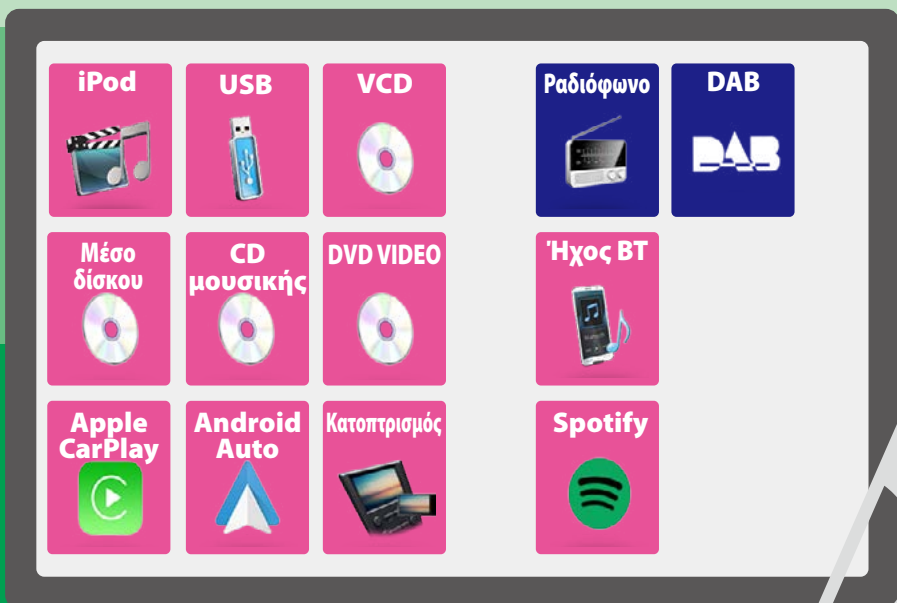 iPod
USB
VCD
Ραδιόφωνο
DAB
DAB
Μέσο
δίσκου
CD
μουσικής
DVD VIDEO
Ήχος BT
Apple
CarPlay
Android
Auto
Κατοπτρισμός
Spotify